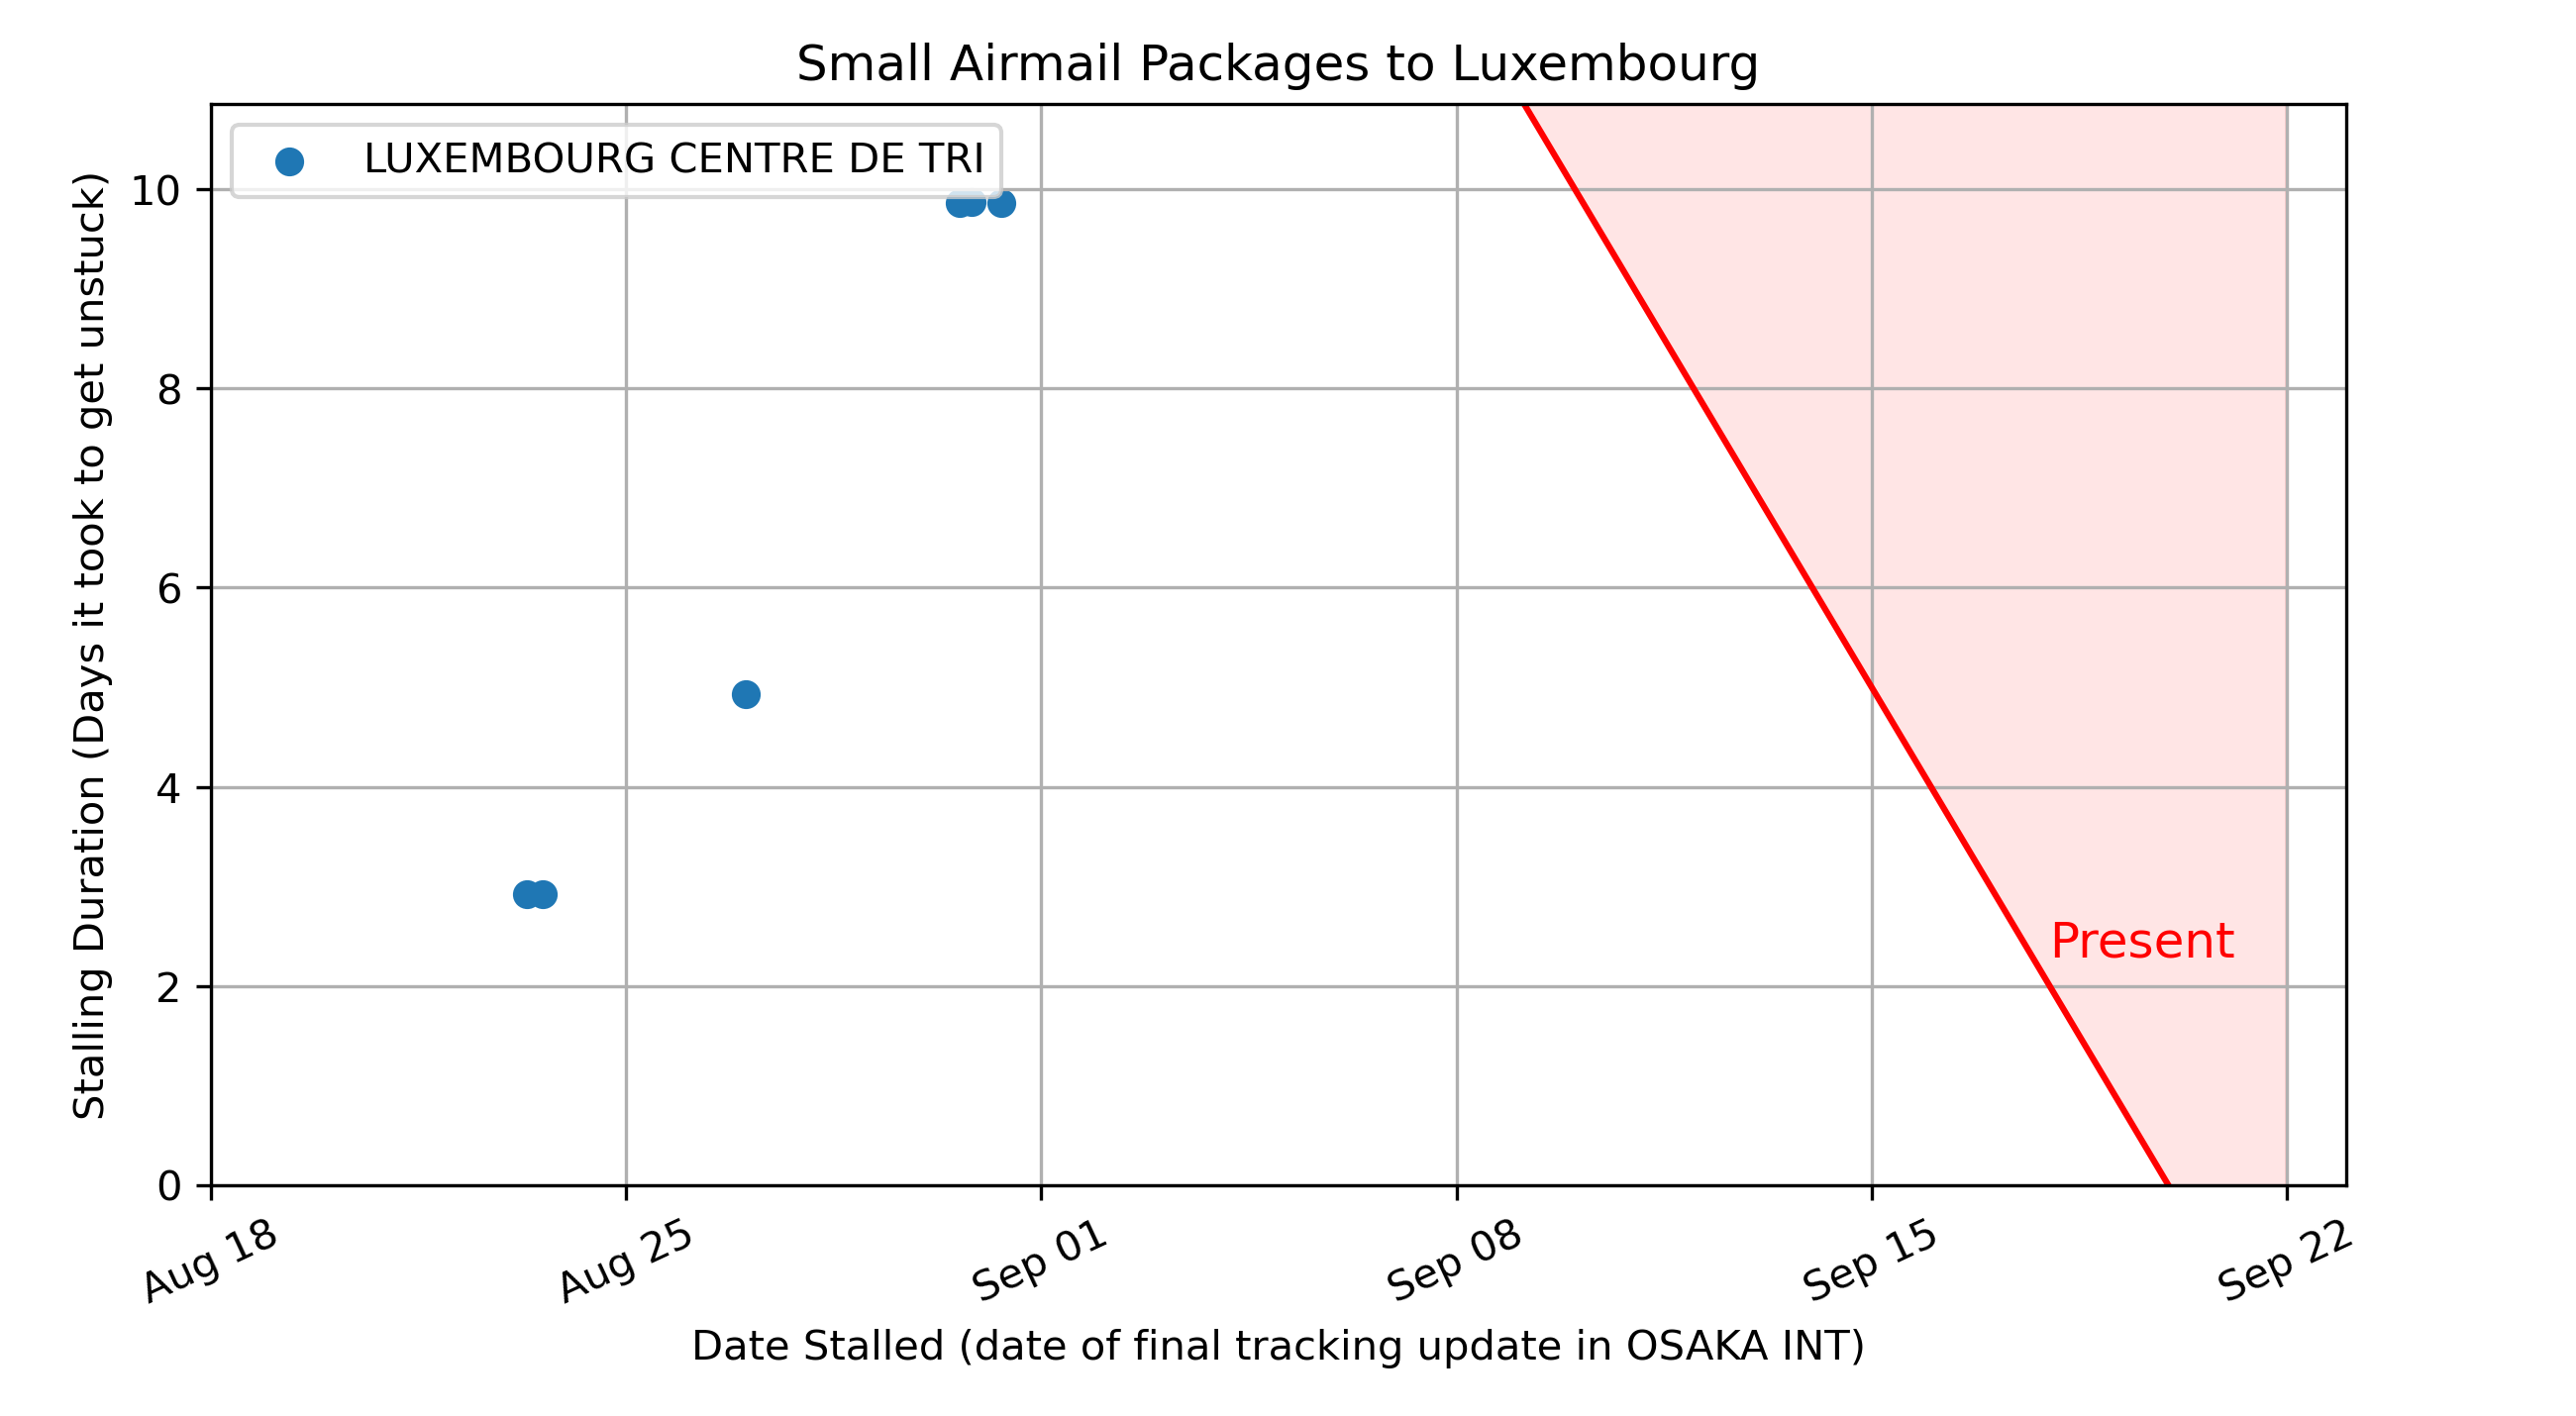 Small Airmail Packages to Luxembourg
LUXEMBOURG CENTRE DE TRI
Stalling Duration (Days it took to get unstuck)
10
8
6
4
2
0
Present
Aug 18
Aug 25
Sep 01
Sep 08
Sep 15
Sep 22
Date Stalled (date of final tracking update in OSAKA INT)